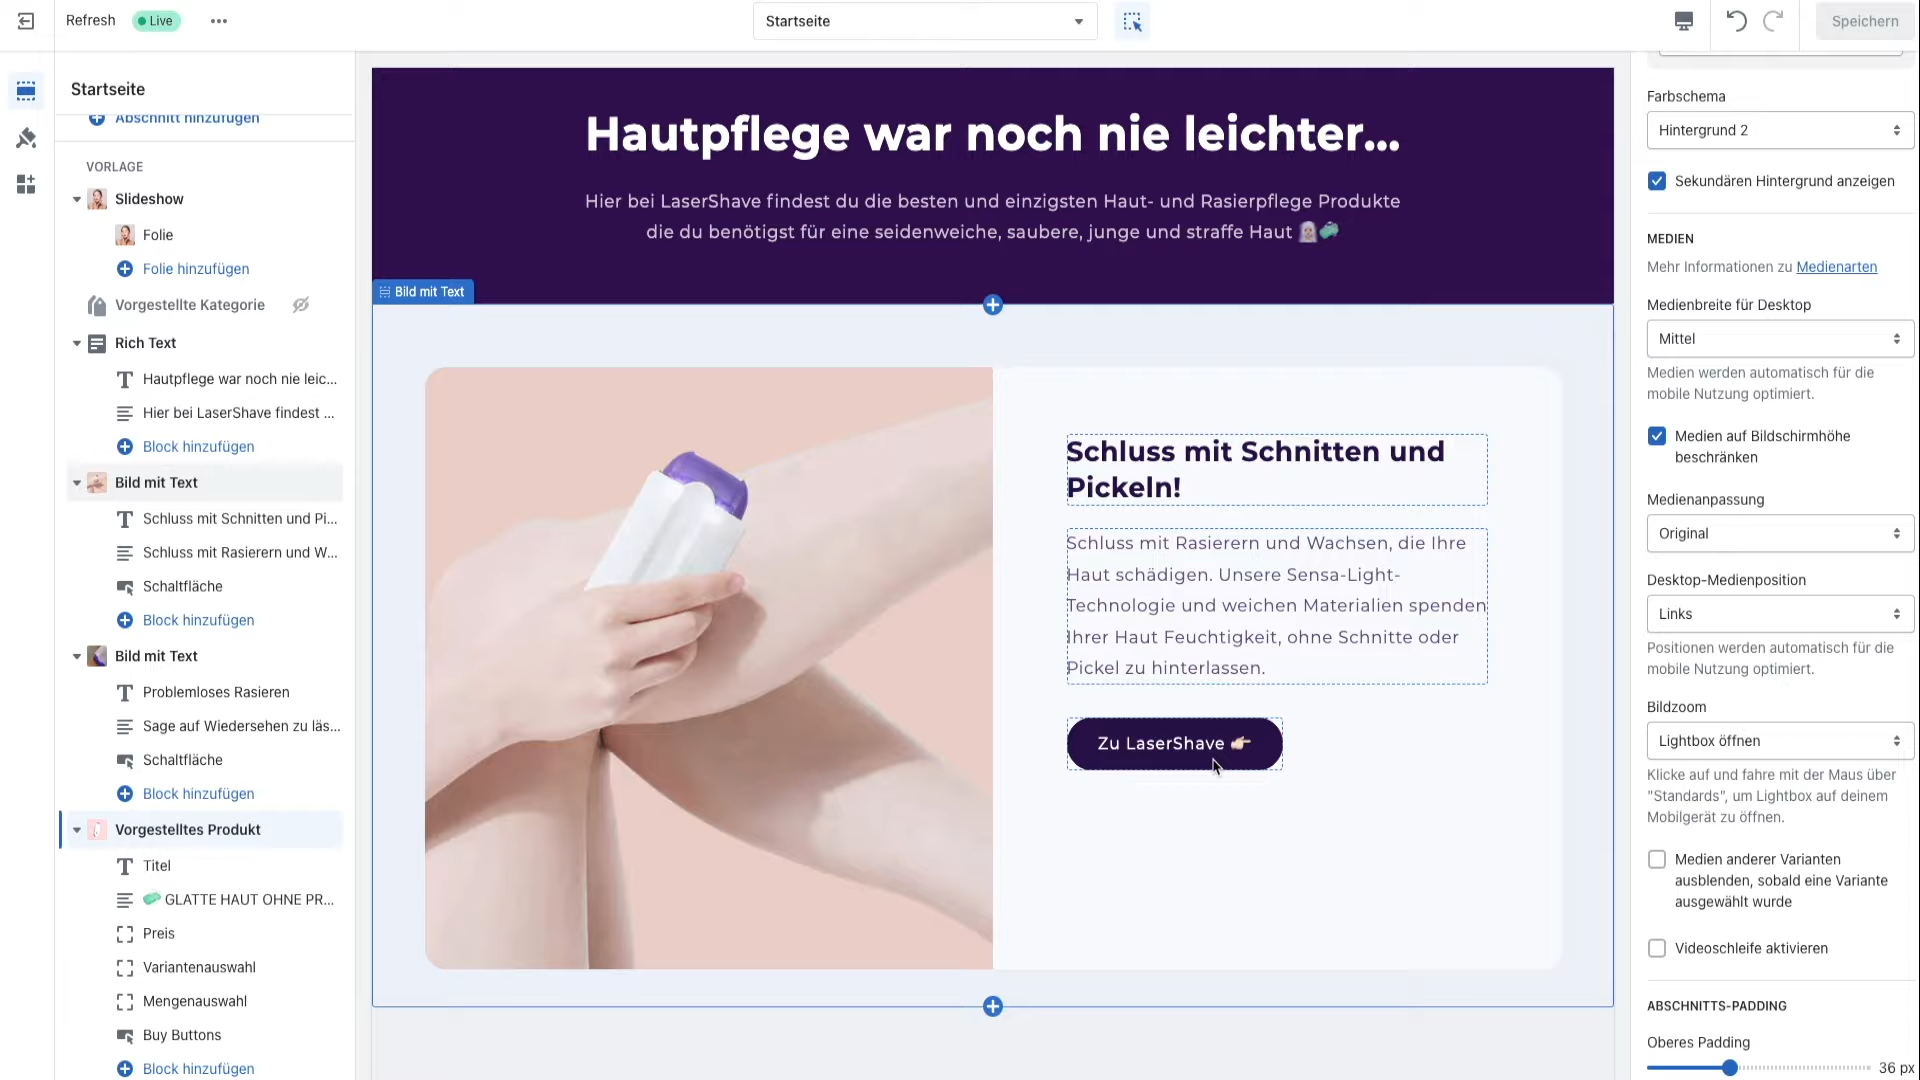 Refresh
Live
Startseite
Speichern
Startseite
Abschnitt hinzufügen
VORLAGE
Slideshow
Folie
Folie hinzufügen
Vorgestellte Kategorie
Rich Text
Hautpflege war noch nie leic...
Hier bei LaserShave findest ...
Block hinzufügen
Bild mit Text
Schluss mit Schnitten und Pi...
Schluss mit Rasierern und W...
Schaltfläche
Block hinzufügen
Bild mit Text
Problemloses Rasieren
Sage auf Wiedersehen zu läs...
Schaltfläche
Block hinzufügen
Vorgestelltes Produkt
Titel
🧼 GLATTE HAUT OHNE PR...
Preis
Variantenauswahl
Mengenauswahl
Buy Buttons
Block hinzufügen
Hautpflege war noch nie leichter...
Hier bei LaserShave findest du die besten und einzigsten Haut- und Rasierpflege Produkte
die du benötigst für eine seidenweiche, saubere, junge und straffe Haut
Bild mit Text
Schluss mit Schnitten und
Pickeln!
Schluss mit Rasierern und Wachsen, die Ihre
Haut schädigen. Unsere Sensa-Light-
Technologie und weichen Materialien spenden
Ihrer Haut Feuchtigkeit, ohne Schnitte oder
Pickel zu hinterlassen.
Zu LaserShave 👉🏼
Farbschema
Hintergrund 2
Sekundären Hintergrund anzeigen
MEDIEN
Mehr Informationen zu Medienarten
Medienbreite für Desktop
Mittel
Medien werden automatisch für die
mobile Nutzung optimiert.
Medien auf Bildschirmhöhe
beschränken
Medienanpassung
Original
Desktop-Medienposition
Links
Positionen werden automatisch für die
mobile Nutzung optimiert.
Bildzoom
Lightbox öffnen
Klicke auf und fahre mit der Maus über
"Standards", um Lightbox auf deinem
Mobilgerät zu öffnen.
Medien anderer Varianten
ausblenden, sobald eine Variante
ausgewählt wurde
Videoschleife aktivieren
ABSCHNITTS-PADDING
Oberes Padding
36 px